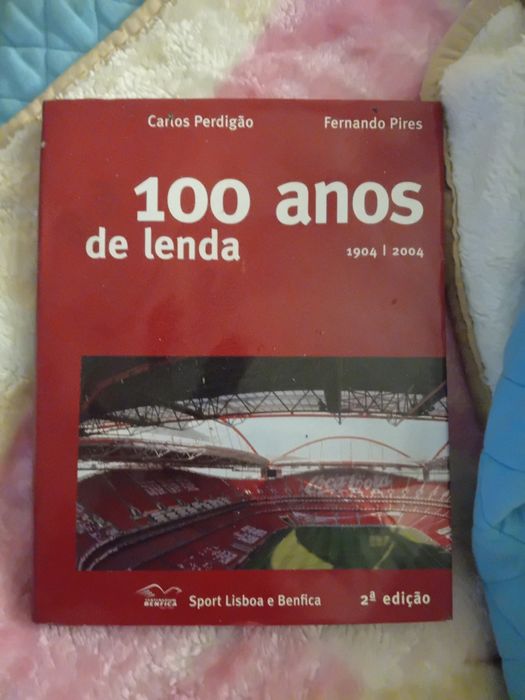 Carlos Perdigão Fernando Pires
100 anos
de lenda 1904 | 2004
BENFICA
Sport Lisboa e Benfica 2ª edição